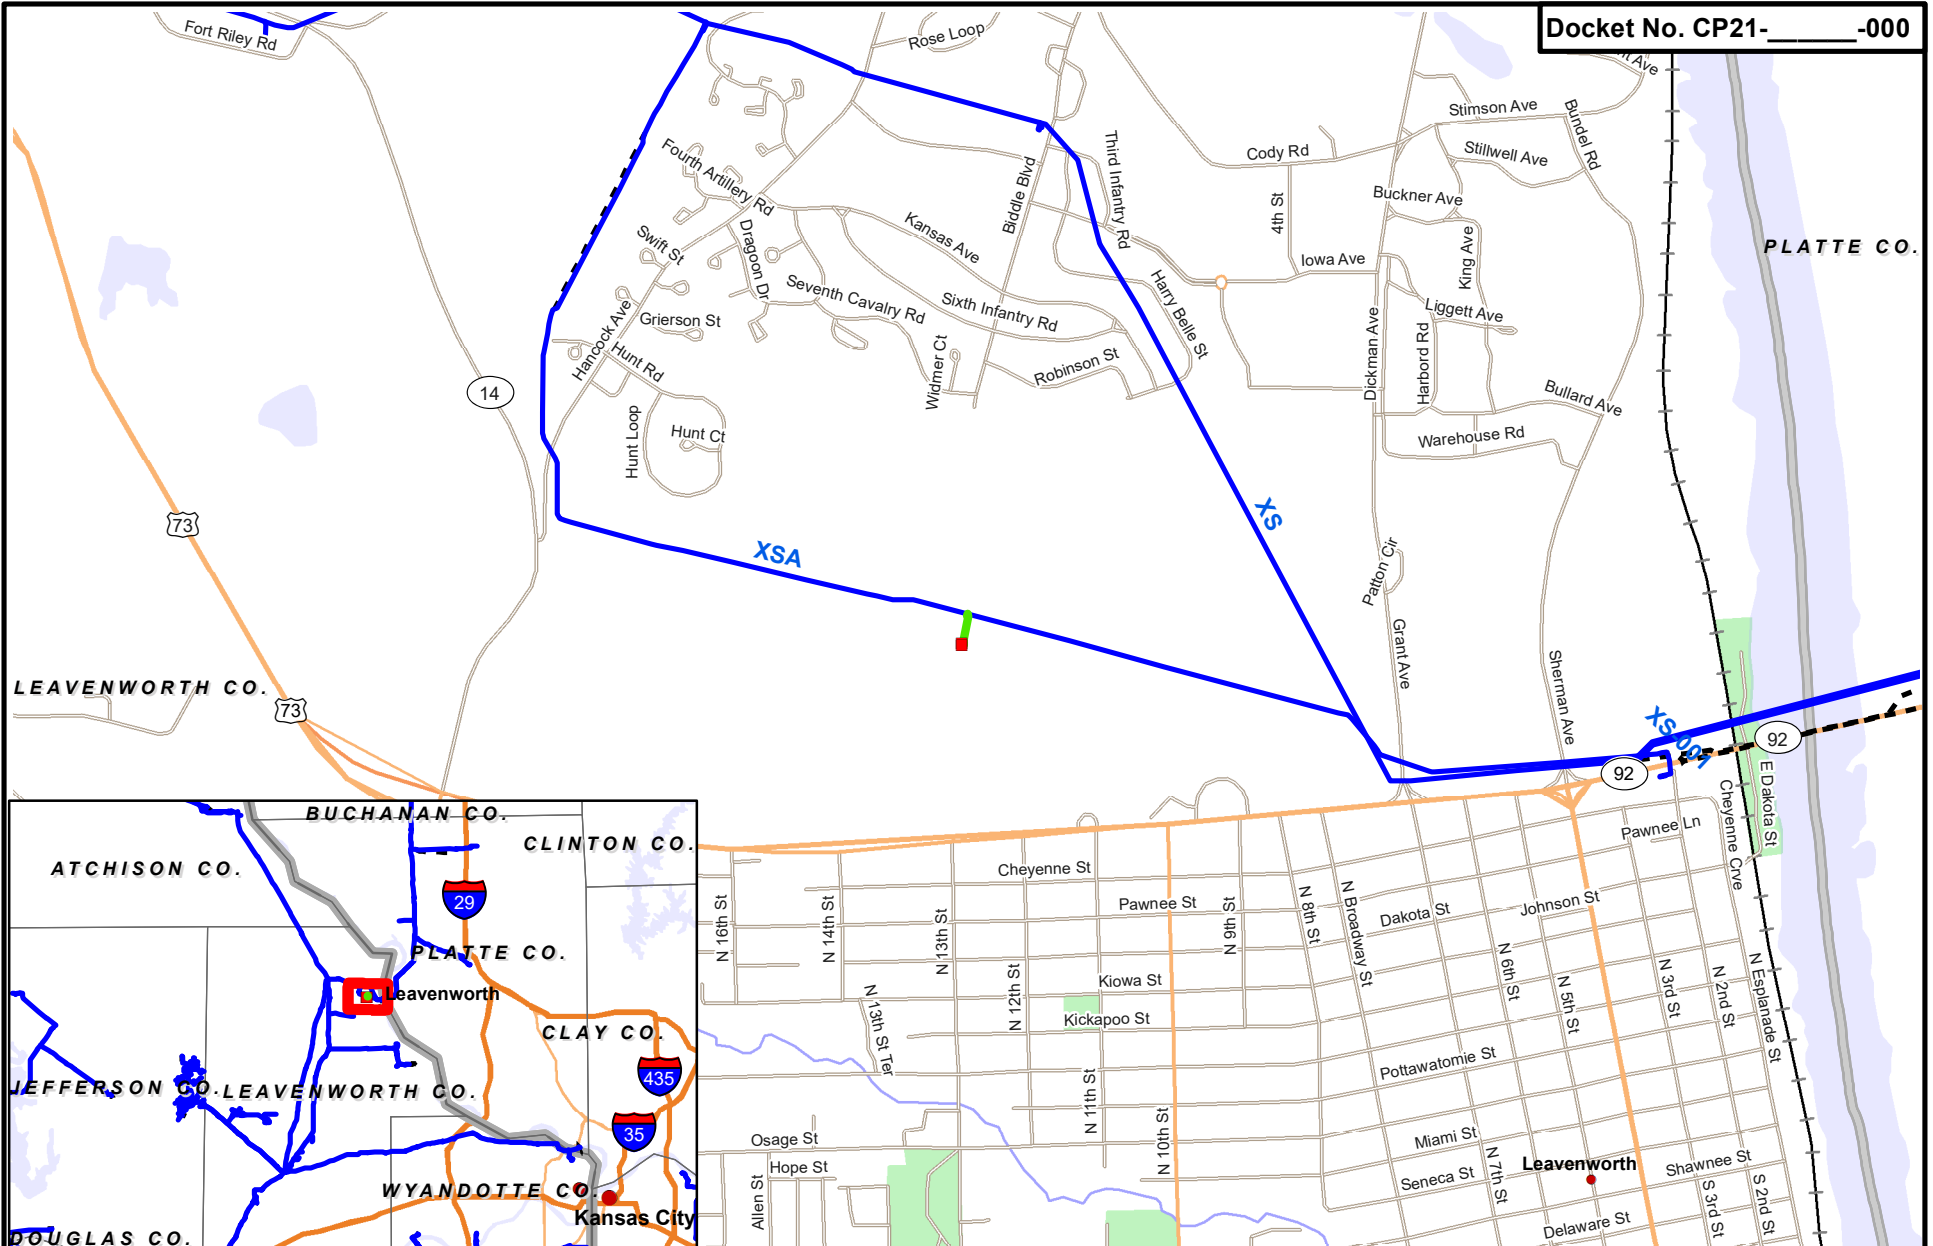 Docket No. CP21-______-000
Fort Riley Rd
Rose Loop
Stimson Ave
Bundel Rd
Stillwell Ave
Cody Rd
Third Infantry Rd
Fourth Artillery Rd
Biddle Blvd
4th St
Buckner Ave
King Ave
Kansas Ave
Swift St
Dragoon Dr
PLATTE CO.
Iowa Ave
Seventh Cavalry Rd
Sixth Infantry Rd
Harry Belle St
Liggett Ave
Grierson St
Hancock Ave
Hunt Rd
Widmer Ct
Robinson St
Dickman Ave
Harbord Rd
Bullard Ave
14
Hunt Loop
Hunt Ct
Warehouse Rd
73
XS
XSA
Patton Cir
Grant Ave
Sherman Ave
LEAVENWORTH CO.
73
XS-001
92
92
E Dakota St
Cheyenne Crve
Pawnee Ln
Cheyenne St
Pawnee St
N 16th St
N 14th St
N 13th St
N 9th St
N 8th St
N Broadway St
Dakota St
Johnson St
N 12th St
Kiowa St
N 6th St
N 5th St
N 3rd St
N 2nd St
N Esplanade St
N 13th St Ter
Kickapoo St
Pottawatomie St
N 11th St
N 10th St
Osage St
Hope St
Allen St
Miami St
Seneca St
N 7th St
Leavenworth
Shawnee St
S 3rd St
S 2nd St
Delaware St
BUCHANAN CO.
CLINTON CO.
ATCHISON CO.
29
PLATTE CO.
Leavenworth
CLAY CO.
435
JEFFERSON CO.
LEAVENWORTH CO.
35
WYANDOTTE CO.
Kansas City
DOUGLAS CO.